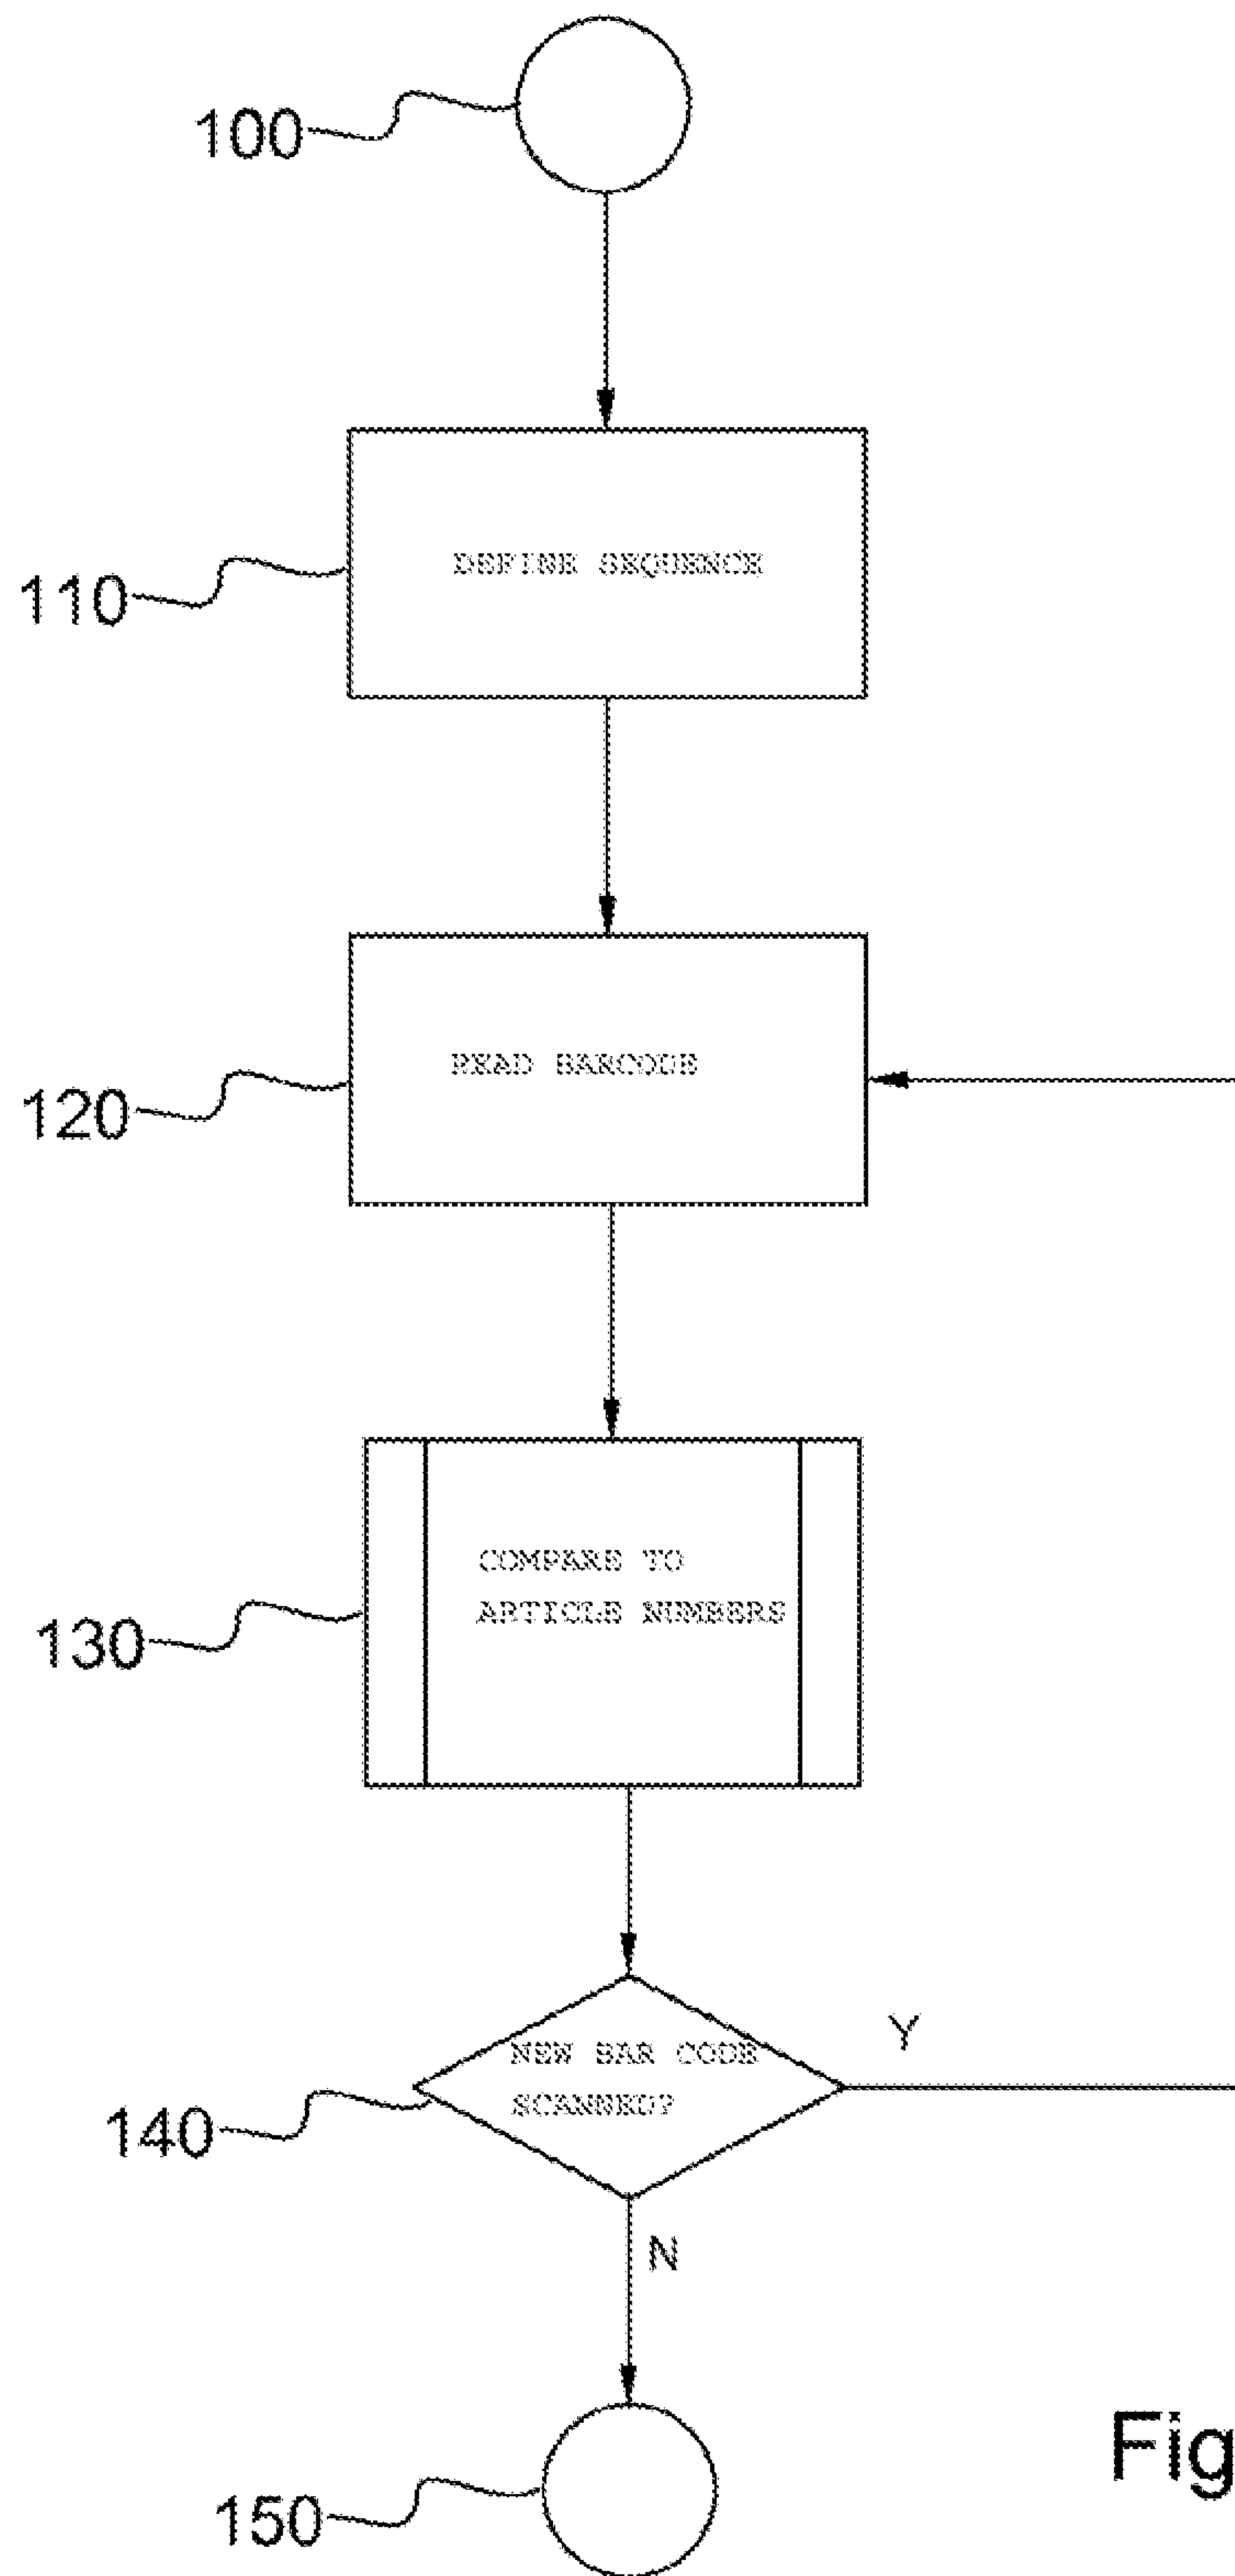 100
110
DEFINE SEQUENCE
120
READ BARCODE
130
COMPARE TO
ARTICLE NUMBERS
140
NEW BAR CODE
SCANNED?
Y
N
150
Fig